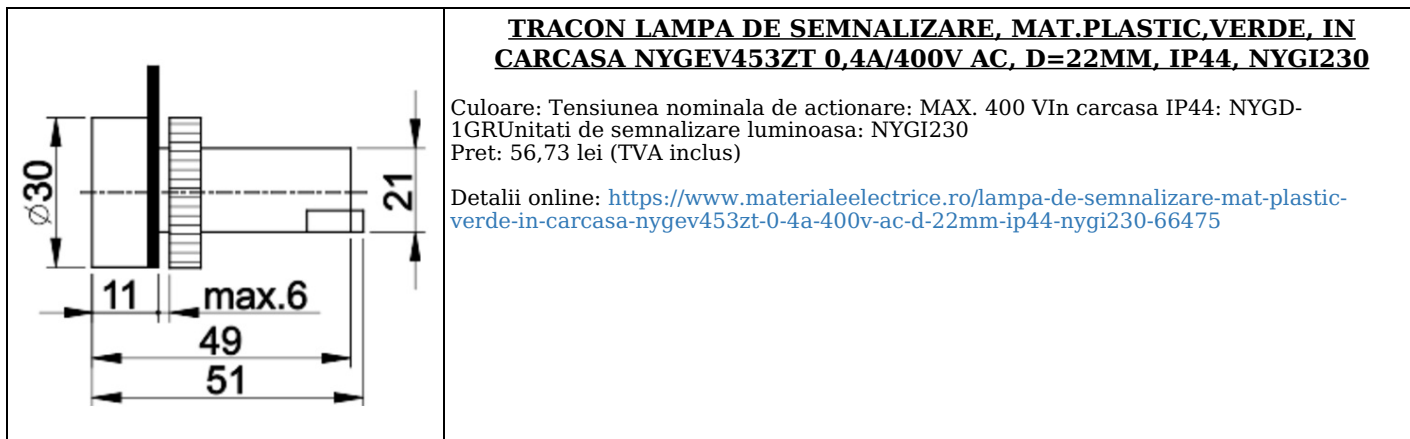 TRACON LAMPA DE SEMNALIZARE, MAT.PLASTIC,VERDE, IN
CARCASA NYGEV453ZT 0,4A/400V AC, D=22MM, IP44, NYGI230
Culoare: Tensiunea nominala de actionare: MAX. 400 VIn carcasa IP44: NYGD-
1GRUnitati de semnalizare luminoasa: NYGI230
Pret: 56,73 lei (TVA inclus)
Detalii online: https://www.materialeelectrice.ro/lampa-de-semnalizare-mat-plastic-
verde-in-carcasa-nygev453zt-0-4a-400v-ac-d-22mm-ip44-nygi230-66475
⌀30
21
11
max.6
49
51